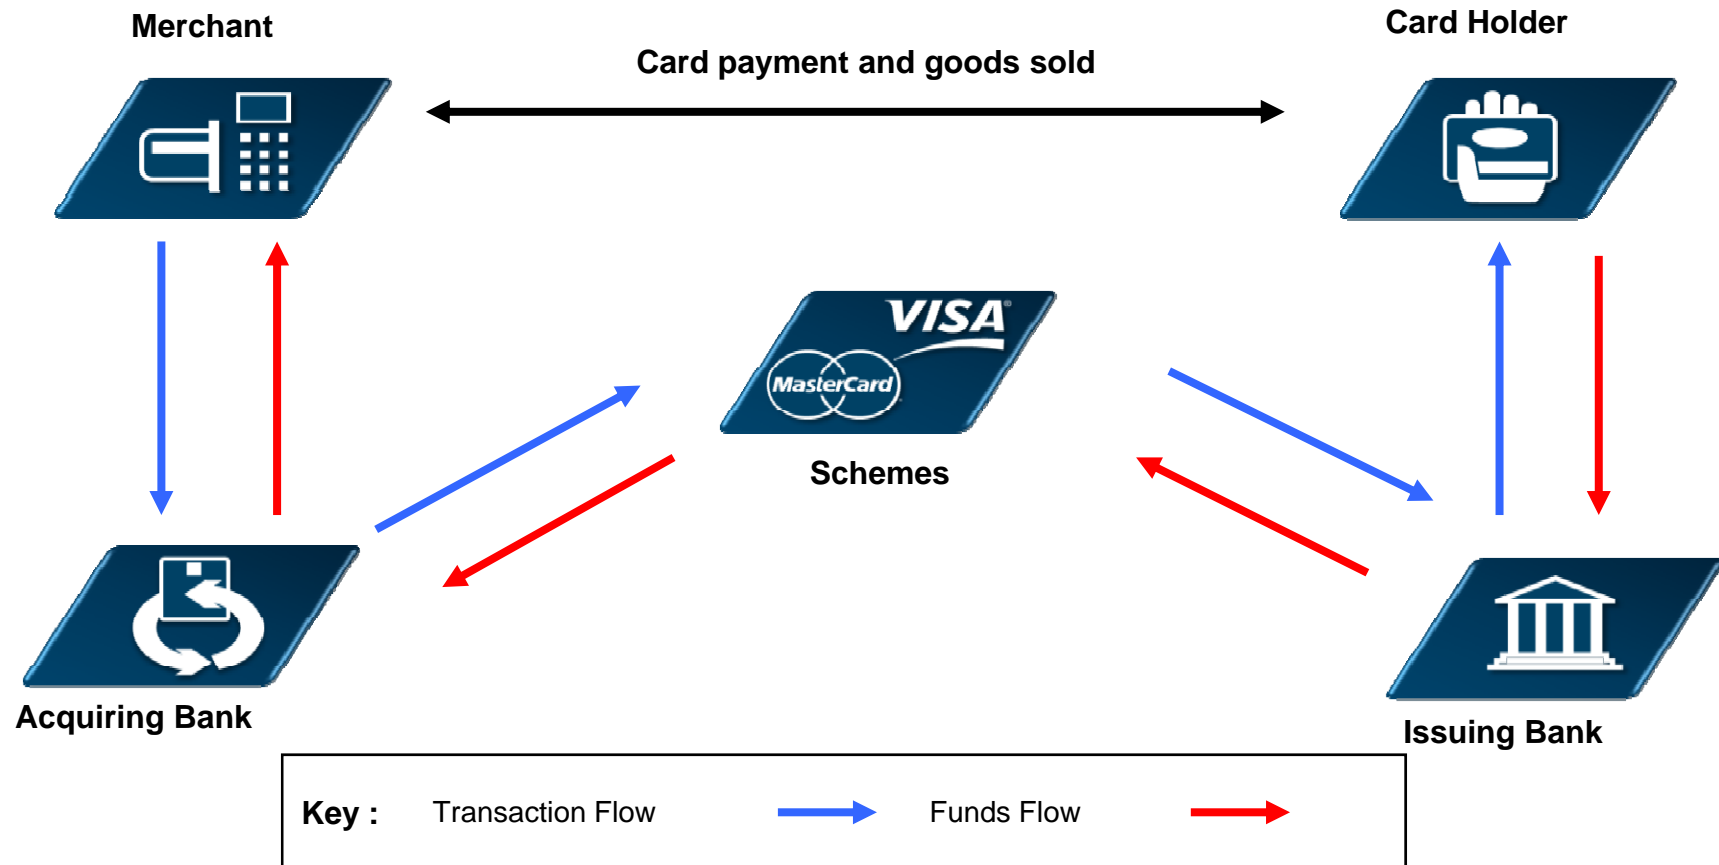 Merchant
Card Holder
Card payment and goods sold
VISA
MasterCard
Schemes
Acquiring Bank
Issuing Bank
Key : Transaction Flow Funds Flow